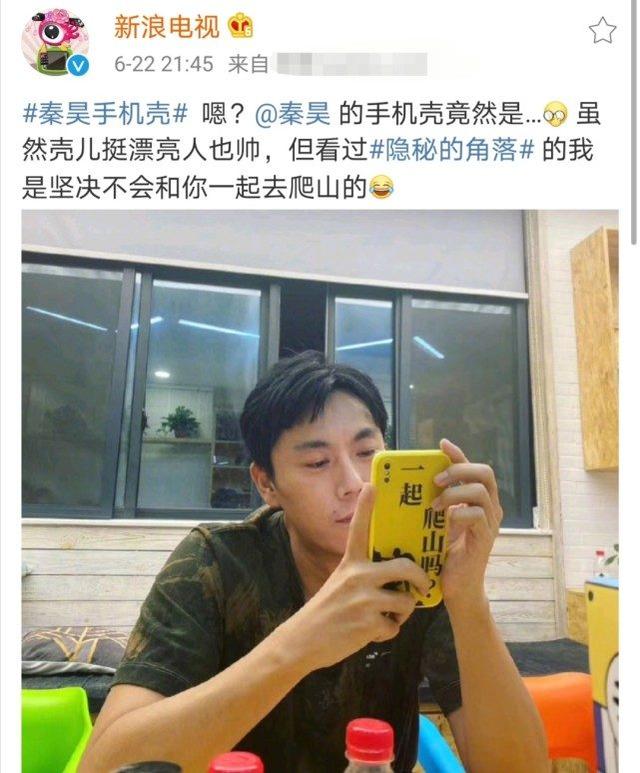 新浪电视
6-22 21:45 来自
#秦昊手机壳# 嗯？@秦昊 的手机壳竟然是... 虽
然壳儿挺漂亮人也帅，但看过#隐秘的角落# 的我
是坚决不会和你一起去爬山的
一起
爬山吗?